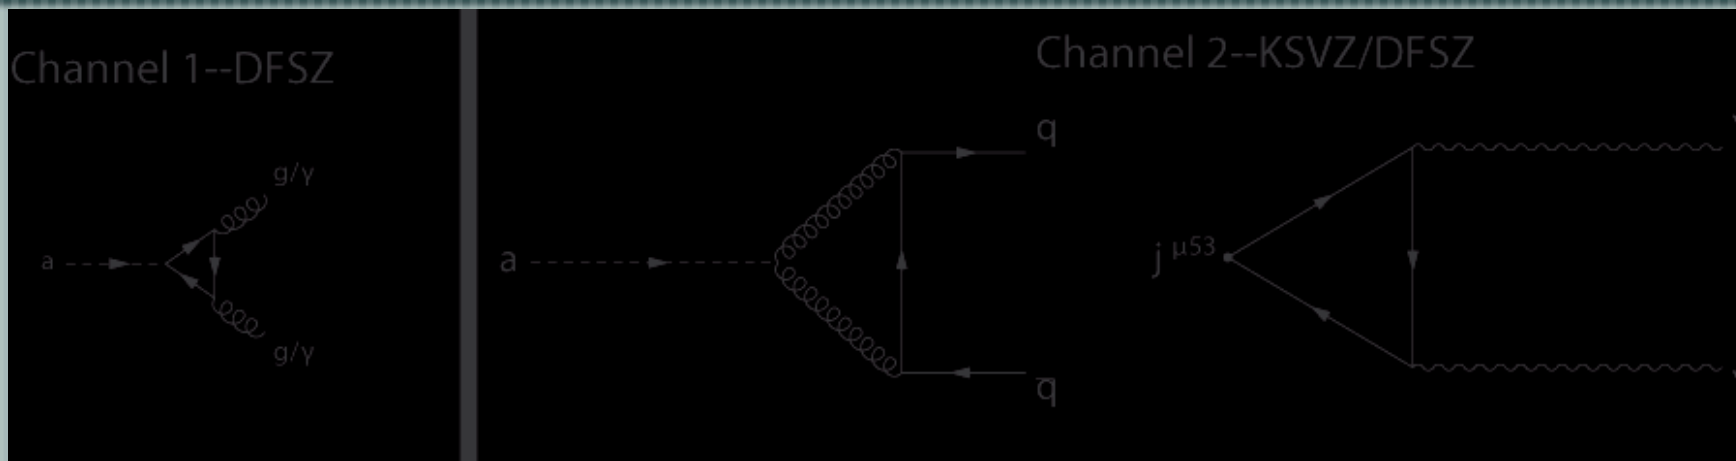 Channel 1--DFSZ
g/γ
a
g/γ
Channel 2--KSVZ/DFSZ
q
a
q̅
j μ53